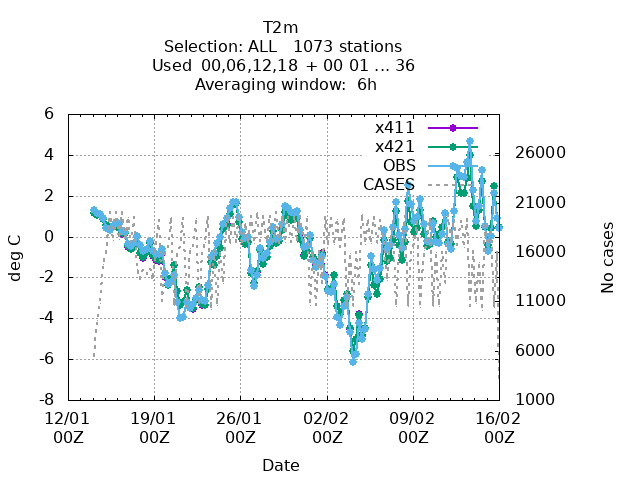 T2m
Selection: ALL   1073 stations
Used  00,06,12,18  + 00 01 ... 36
Averaging window:  6h
x411
x421
OBS
CASES
6
4
2
0
-2
-4
-6
-8
deg C
26000
21000
16000
11000
6000
1000
No cases
12/01 19/01 26/01 02/02 09/02 16/02
00Z 00Z 00Z 00Z 00Z 00Z
Date